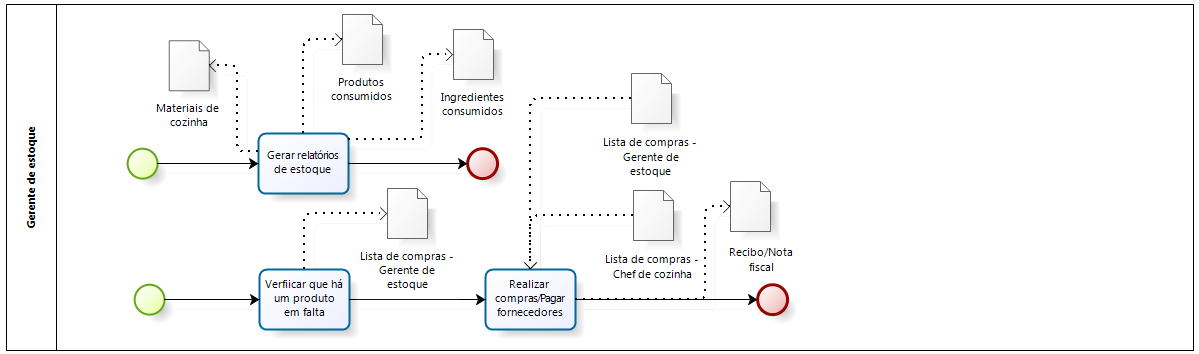 Gerente de estoque
Materiais de
cozinha
Produtos
consumidos
Ingredientes
consumidos
Gerar relatórios
de estoque
Lista de compras -
Gerente de
estoque
Lista de compras -
Gerente de
estoque
Lista de compras -
Chef de cozinha
Recibo/Nota
fiscal
Verfiicar que há
um produto
em falta
Realizar
compras/Pagar
fornecedores